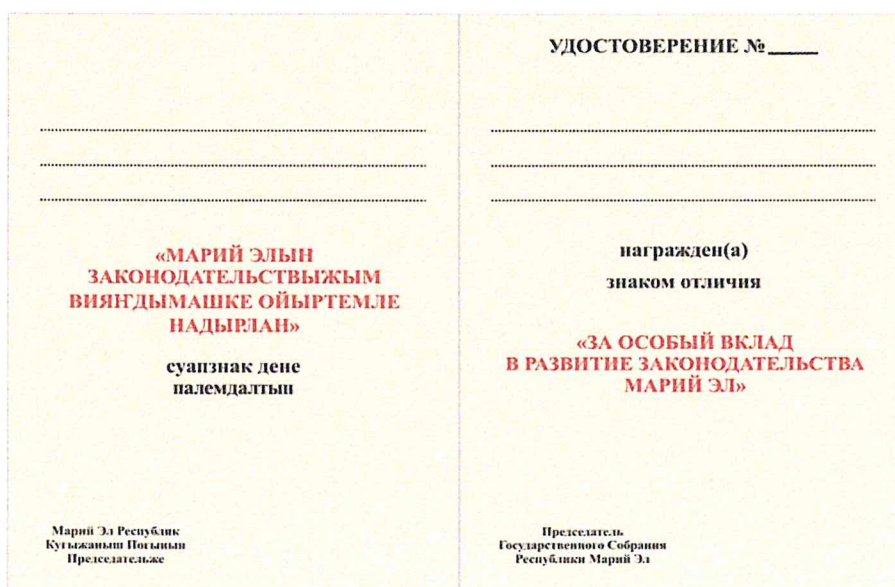 «МАРИЙ ЭЛЫН
ЗАКОНОДАТЕЛЬСТВЫЖЫМ
ВИЯҤДЫМАШКЕ ОЙЫРТЕМЛЕ
НАДЫРЛАН»
суапзнак дене
палемдалтын
Марий Эл Республик
Кугыжаныш Погынын
Председательже
УДОСТОВЕРЕНИЕ №____
награжден(а)
знаком отличия
«ЗА ОСОБЫЙ ВКЛАД
В РАЗВИТИЕ ЗАКОНОДАТЕЛЬСТВА
МАРИЙ ЭЛ»
Председатель
Государственного Собрания
Республики Марий Эл